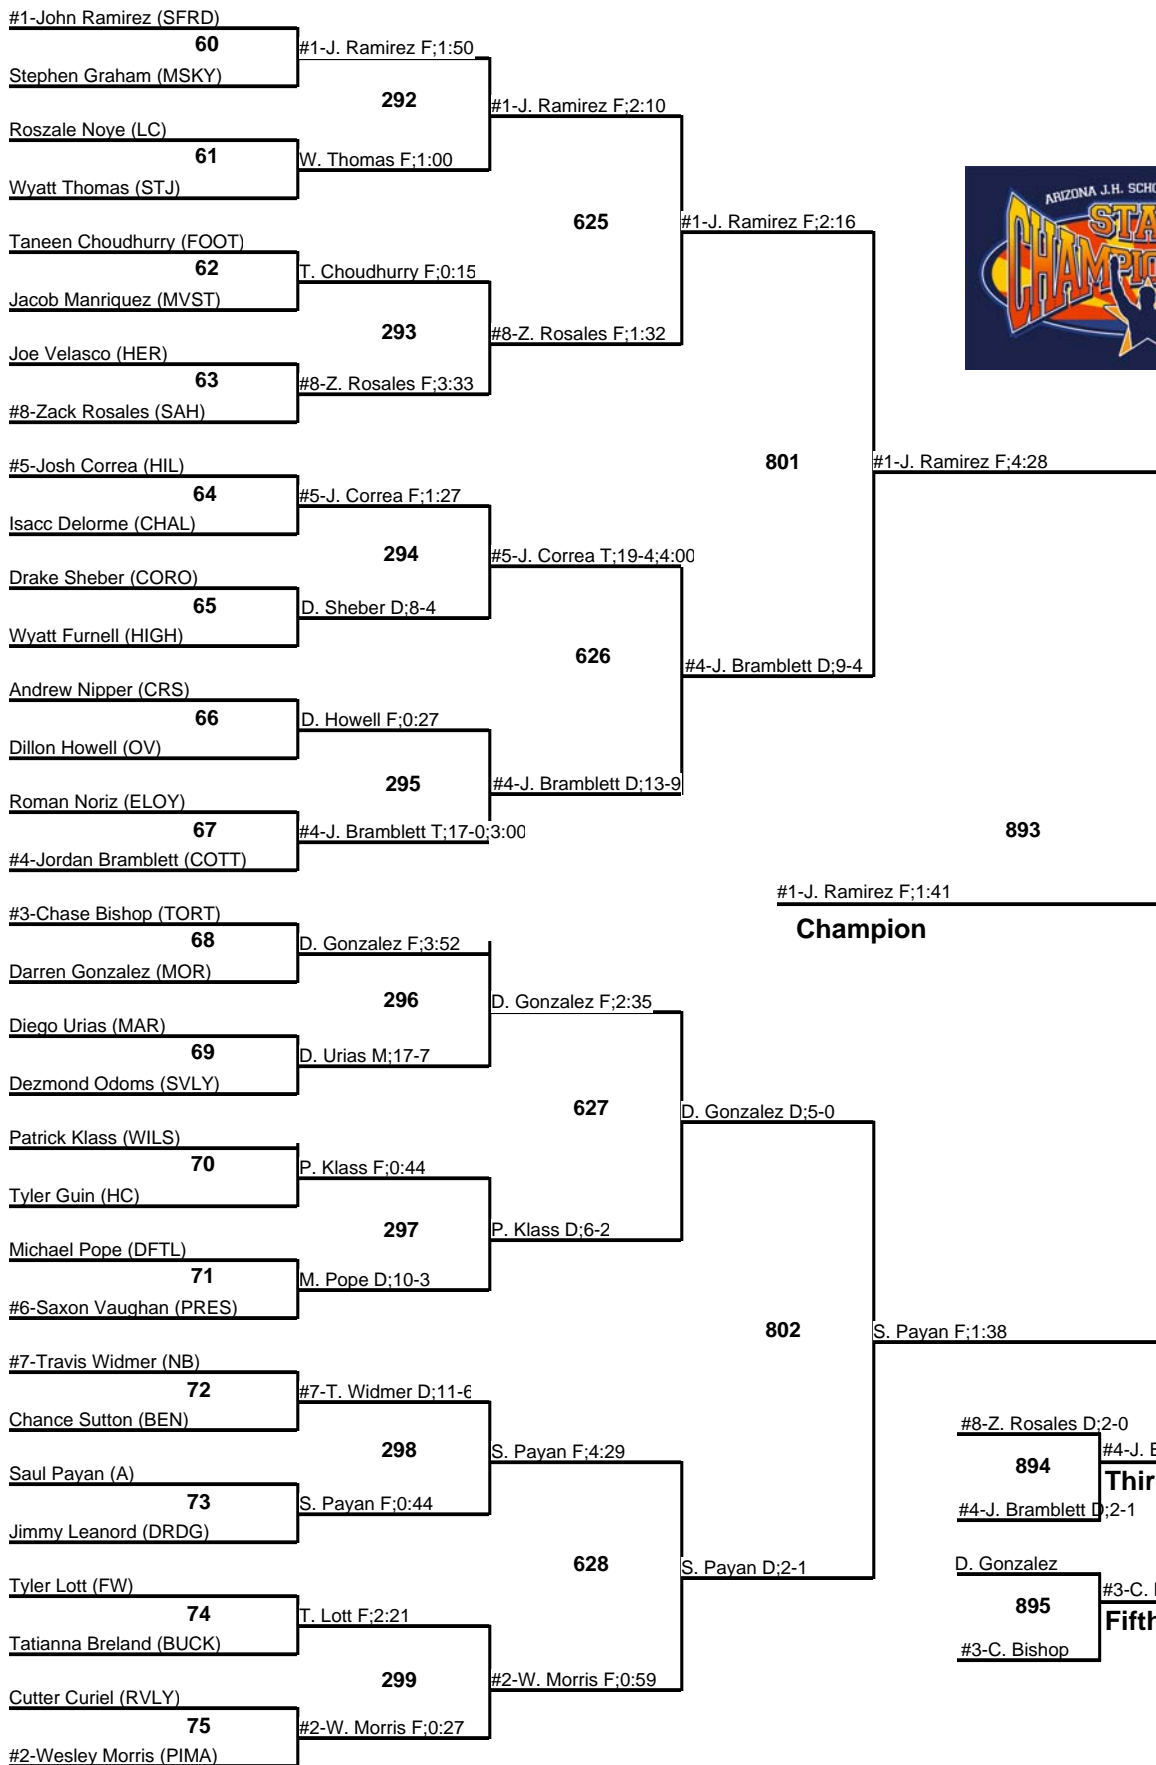 #1-John Ramirez (SFRD)
60
#1-J. Ramirez F;1:50
Stephen Graham (MSKY)
292
#1-J. Ramirez F;2:10
Roszale Noye (LC)
61
W. Thomas F;1:00
Wyatt Thomas (STJ)
625
#1-J. Ramirez F;2:16
Taneen Choudhurry (FOOT)
62
T. Choudhurry F;0:15
Jacob Manriquez (MVST)
293
#8-Z. Rosales F;1:32
Joe Velasco (HER)
63
#8-Z. Rosales F;3:33
#8-Zack Rosales (SAH)
ARIZONA J.H. SCHO
STA
CHAMPIO
801
#1-J. Ramirez F;4:28
#5-Josh Correa (HIL)
64
#5-J. Correa F;1:27
Isacc Delorme (CHAL)
294
#5-J. Correa T;19-4;4:00
Drake Sheber (CORO)
65
D. Sheber D;8-4
Wyatt Furnell (HIGH)
626
#4-J. Bramblett D;9-4
Andrew Nipper (CRS)
66
D. Howell F;0:27
Dillon Howell (OV)
295
#4-J. Bramblett D;13-9
Roman Noriz (ELOY)
67
#4-J. Bramblett T;17-0;3:00
#4-Jordan Bramblett (COTT)
893
#1-J. Ramirez F;1:41
Champion
#3-Chase Bishop (TORT)
68
D. Gonzalez F;3:52
Darren Gonzalez (MOR)
296
D. Gonzalez F;2:35
Diego Urias (MAR)
69
D. Urias M;17-7
Dezmond Odoms (SVLY)
627
D. Gonzalez D;5-0
Patrick Klass (WILS)
70
P. Klass F;0:44
Tyler Guin (HC)
297
P. Klass D;6-2
Michael Pope (DFTL)
71
M. Pope D;10-3
#6-Saxon Vaughan (PRES)
802
S. Payan F;1:38
#7-Travis Widmer (NB)
72
#7-T. Widmer D;11-6
Chance Sutton (BEN)
298
S. Payan F;4:29
Saul Payan (A)
73
S. Payan F;0:44
Jimmy Leanord (DRDG)
628
S. Payan D;2-1
Tyler Lott (FW)
74
T. Lott F;2:21
Tatianna Breland (BUCK)
299
#2-W. Morris F;0:59
Cutter Curiel (RVLY)
75
#2-W. Morris F;0:27
#2-Wesley Morris (PIMA)
#8-Z. Rosales D;2-0
894
#4-J. B
Thir
#4-J. Bramblett D;2-1
D. Gonzalez
895
#3-C.
Fifth
#3-C. Bishop